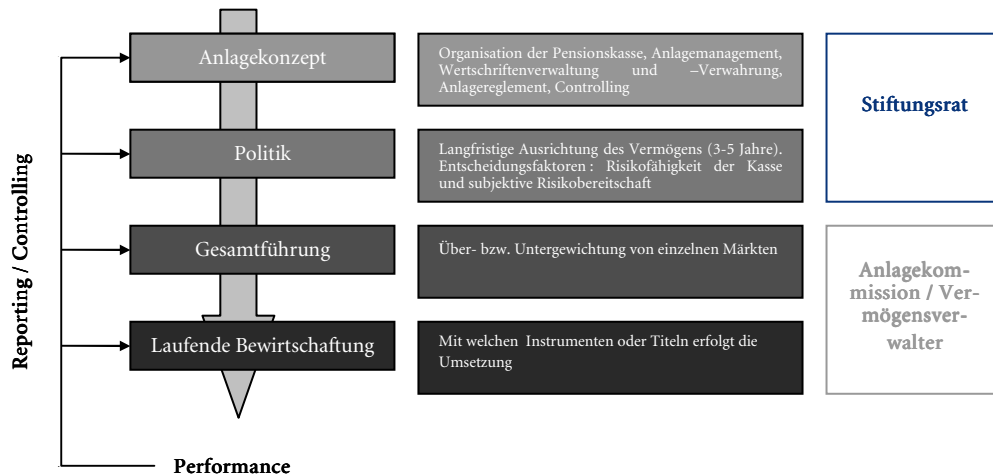 Reporting / Controlling
Anlagekonzept
Organisation der Pensionskasse, Anlagemanagement,
Wertschriftenverwaltung und –Verwahrung,
Anlagereglement, Controlling
Stiftungsrat
Politik
Langfristige Ausrichtung des Vermögens (3-5 Jahre).
Entscheidungsfaktoren : Risikofähigkeit der Kasse
und subjektive Risikobereitschaft
Gesamtführung
Über- bzw. Untergewichtung von einzelnen Märkten
Anlagekom-
mission / Ver-
mögensver-
walter
Laufende Bewirtschaftung
Mit welchen Instrumenten oder Titeln erfolgt die
Umsetzung
Performance